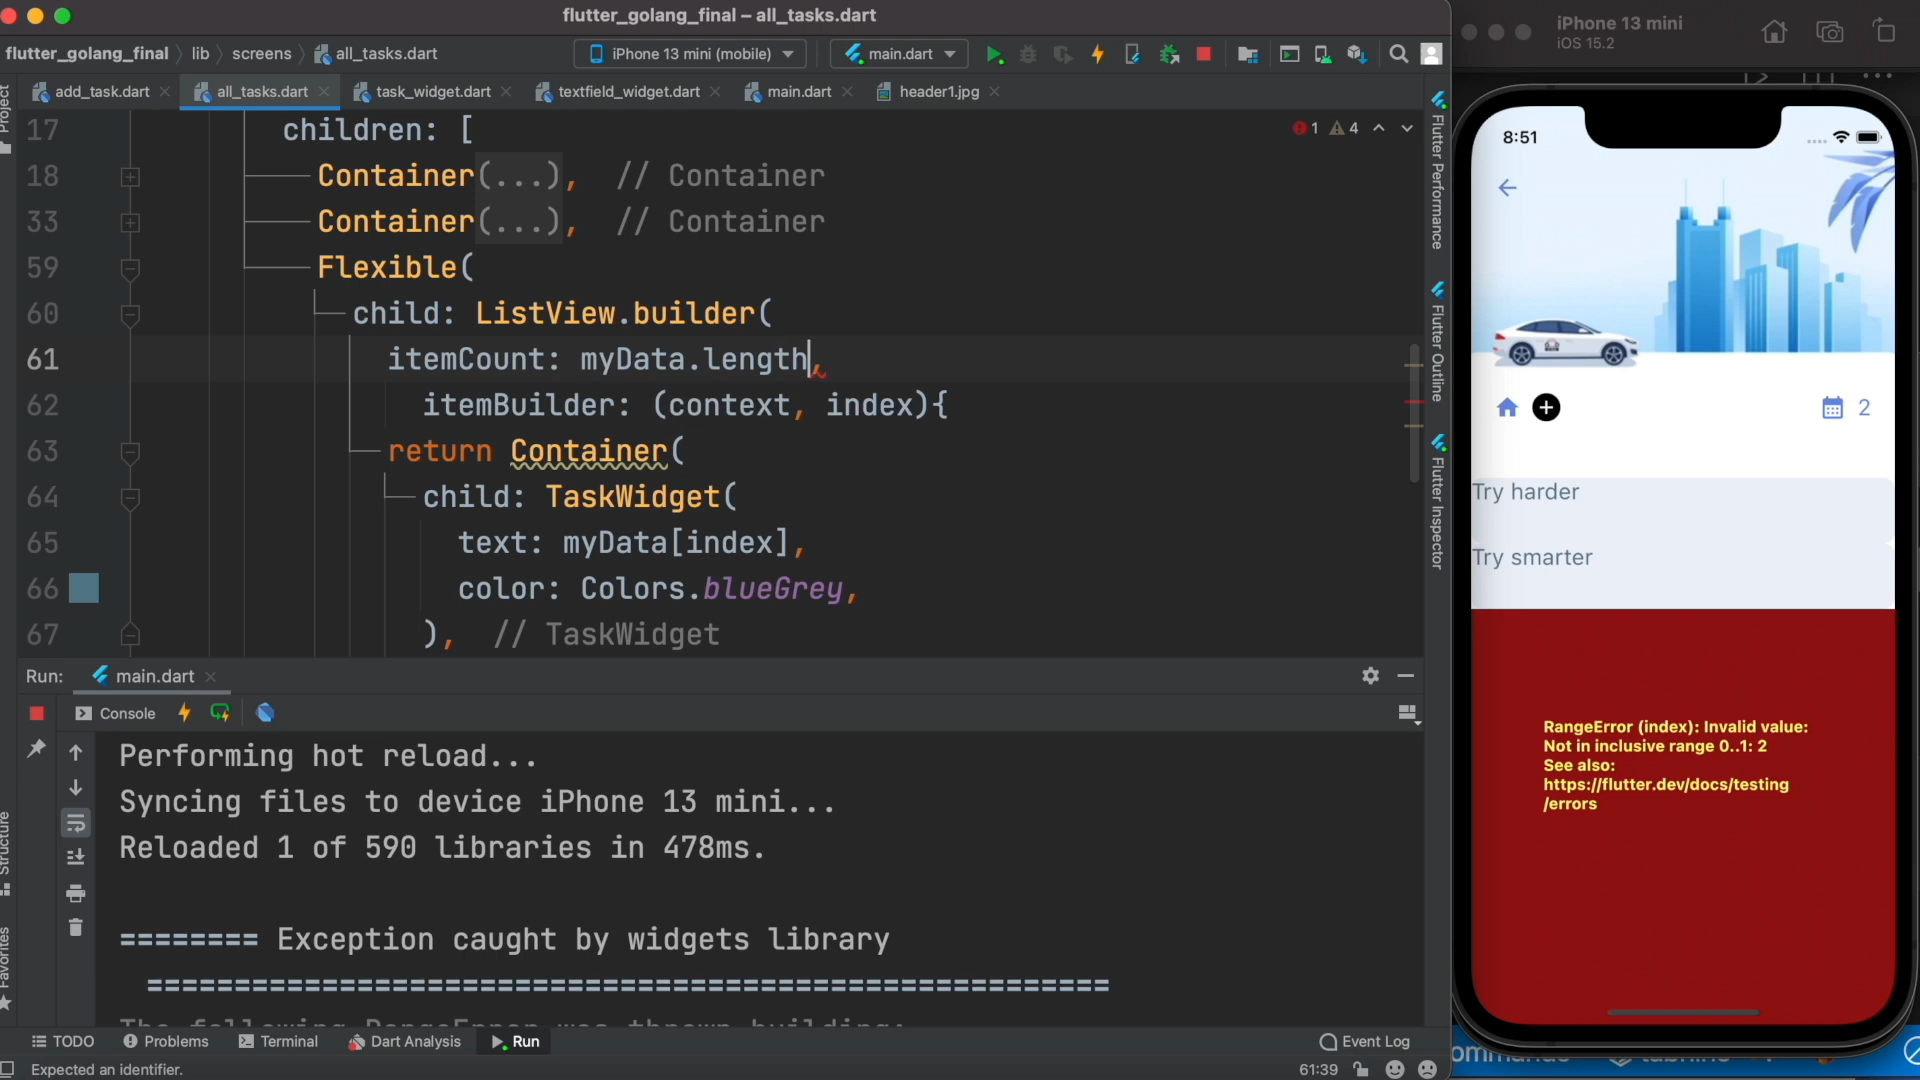 flutter_golang_final – all_tasks.dart
flutter_golang_final
lib
screens
all_tasks.dart
iPhone 13 mini (mobile)
main.dart
add_task.dart
all_tasks.dart
task_widget.dart
textfield_widget.dart
main.dart
header1.jpg
Project
1
4
17 children: [
18 Container(...), // Container
33 Container(...), // Container
59 Flexible(
60 child: ListView.builder(
61 itemCount: myData.length,
62 itemBuilder: (context, index){
63 return Container(
64 child: TaskWidget(
65 text: myData[index],
66 color: Colors.blueGrey,
67 ), // TaskWidget
Flutter Performance
Flutter Outline
Flutter Inspector
Run:
main.dart
Console
Performing hot reload...
Syncing files to device iPhone 13 mini...
Reloaded 1 of 590 libraries in 478ms.
======== Exception caught by widgets library
=======================================================
Structure
Favorites
TODO
Problems
Terminal
Dart Analysis
Run
Event Log
Expected an identifier.
61:39
iPhone 13 mini
iOS 15.2
8:51
2
Try harder
Try smarter
RangeError (index): Invalid value:
Not in inclusive range 0..1: 2
See also:
https://flutter.dev/docs/testing
/errors